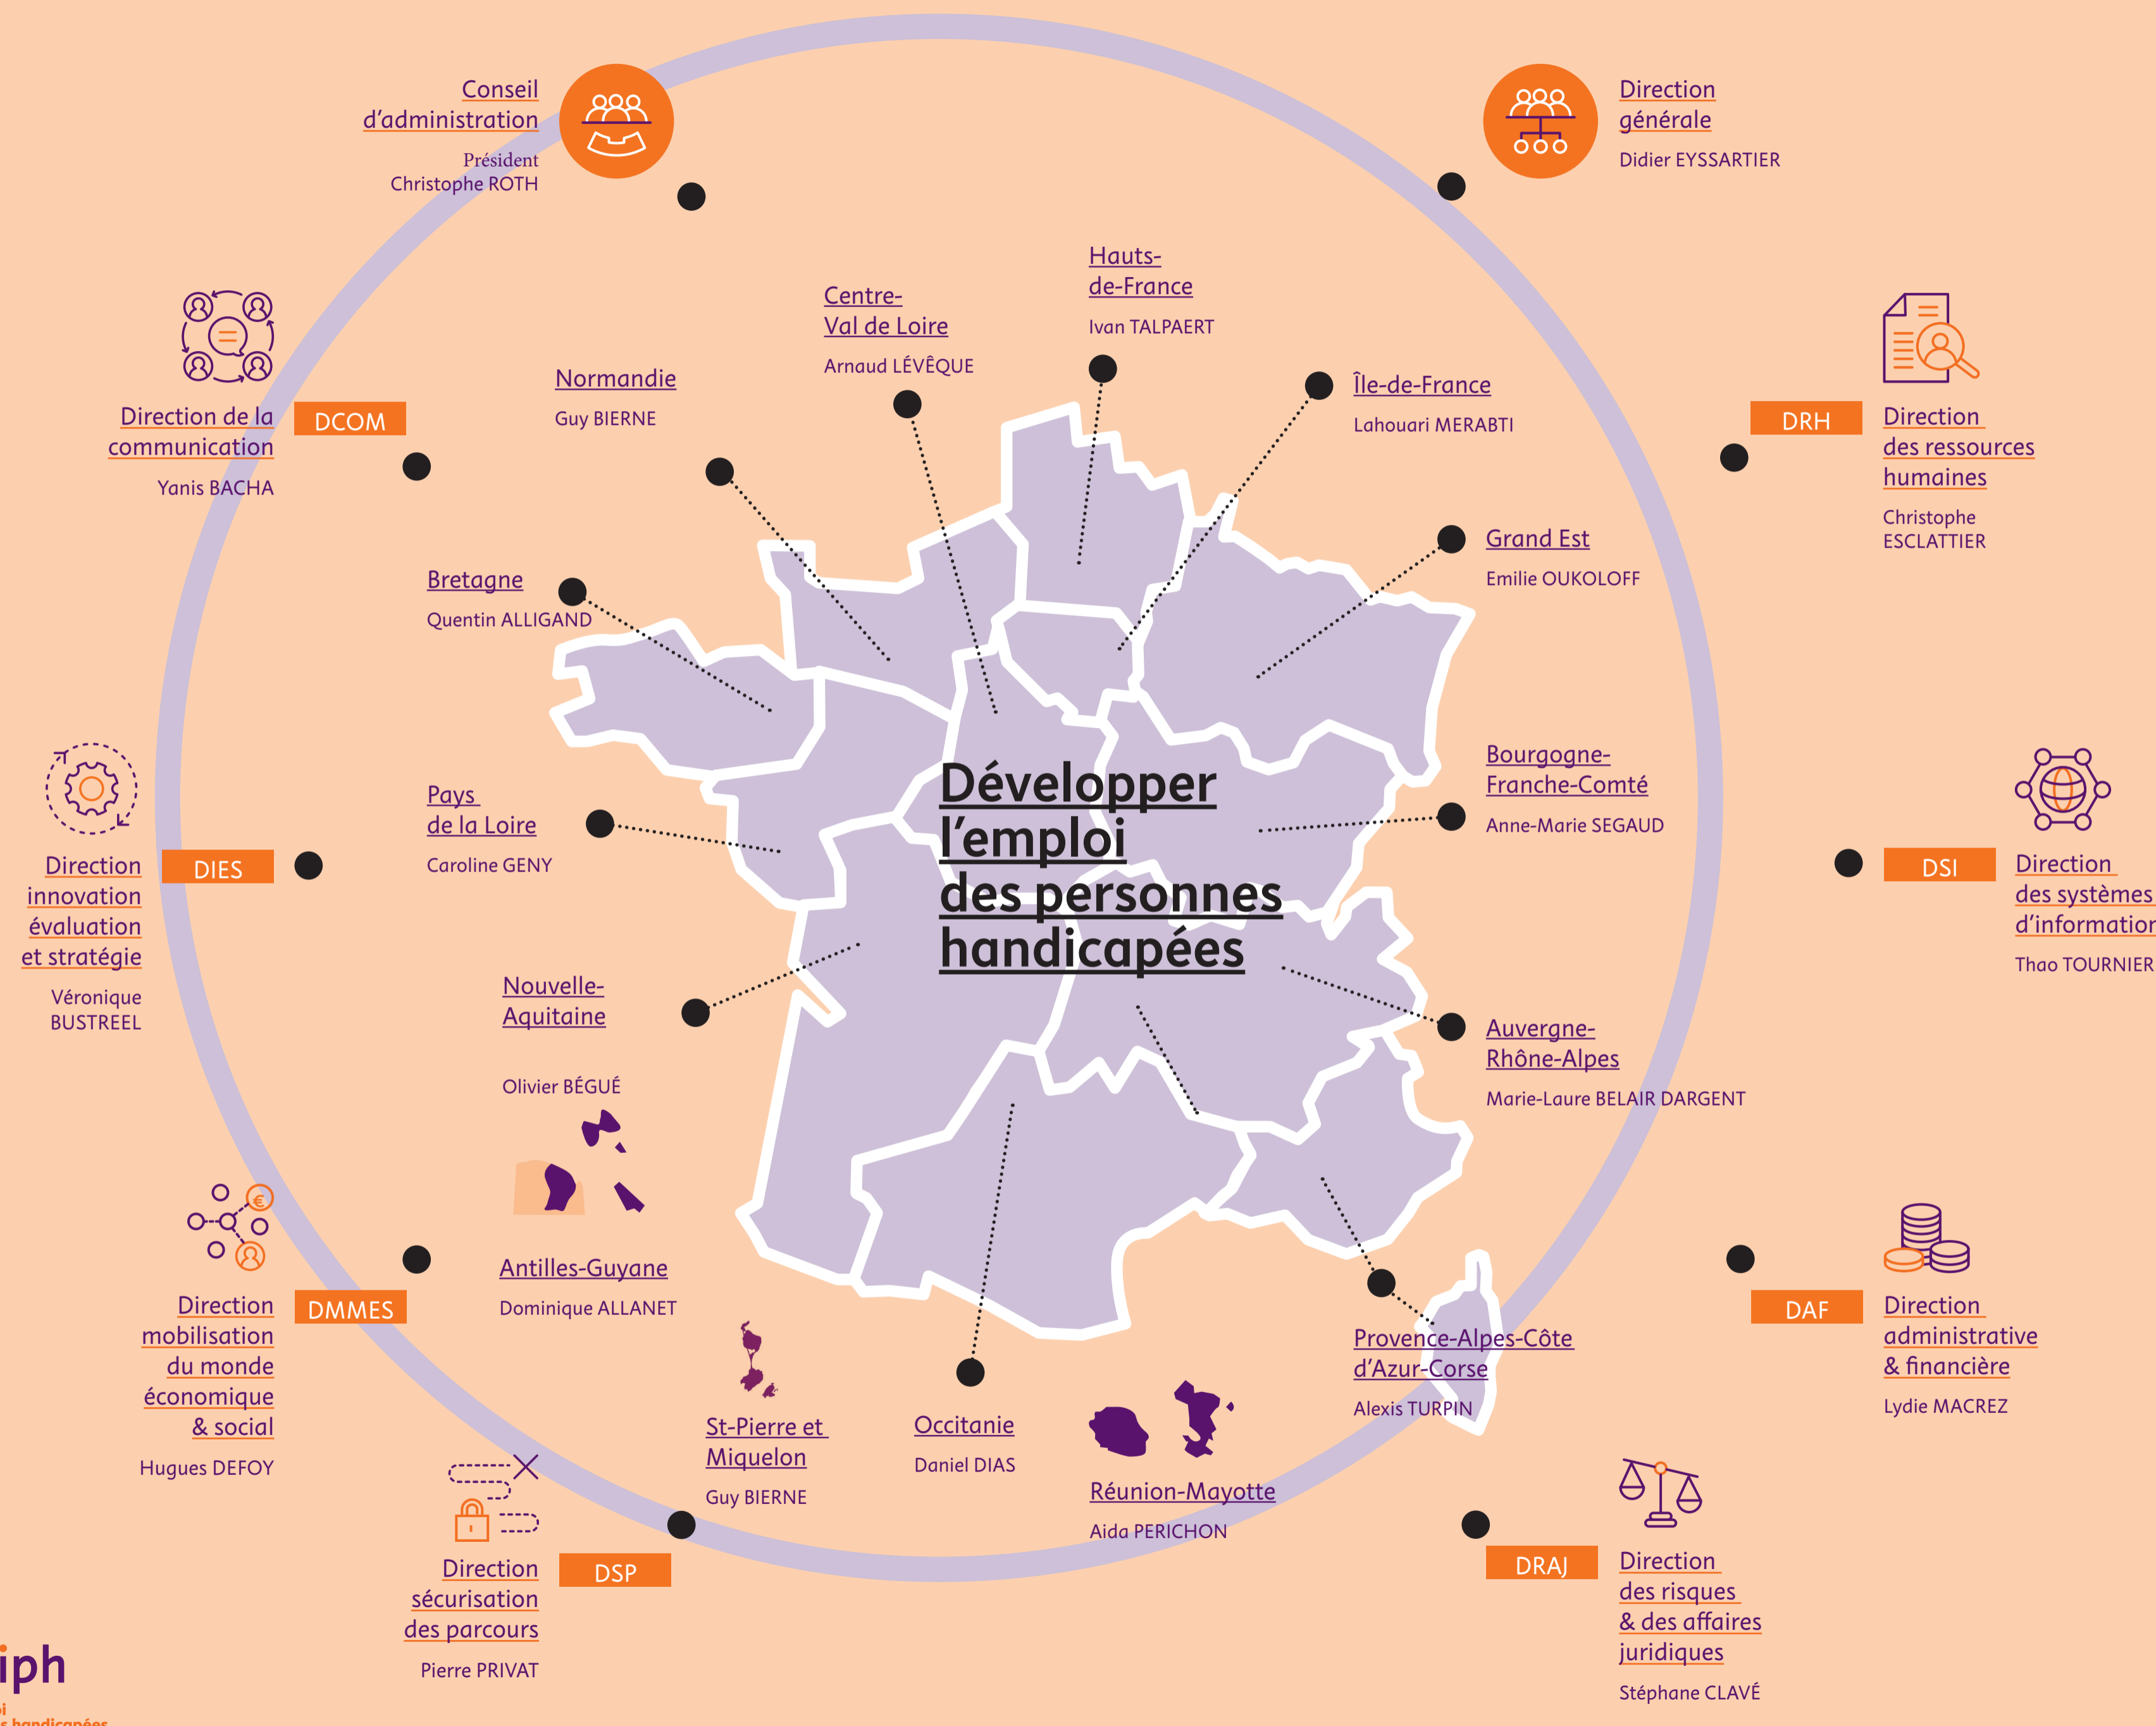 Conseil
d'administration
Président
Christophe ROTH
Direction
générale
Didier EYSSARTIER
Hauts-
de-France
Ivan TALPAERT
Centre-
Val de Loire
Arnaud LÉVÊQUE
Normandie
Guy BIERNE
Île-de-France
Lahouari MERABTI
Direction de la
communication
DCOM
Yanis BACHA
DRH
Direction
des ressources
humaines
Christophe
ESCLATTIER
Grand Est
Emilie OUKOLOFF
Bretagne
Quentin ALLIGAND
Bourgogne-
Franche-Comté
Anne-Marie SEGAUD
Pays
de la Loire
Caroline GENY
Développer
l'emploi
des personnes
handicapées
Direction
innovation
évaluation
et stratégie
DIES
Véronique
BUSTREEL
DSI
Direction
des systèmes
d'information
Thao TOURNIER
Nouvelle-
Aquitaine
Olivier BÉGUÉ
Auvergne-
Rhône-Alpes
Marie-Laure BELAIR DARGENT
Antilles-Guyane
Dominique ALLANET
€
Direction
mobilisation
du monde
économique
& social
DMMES
Hugues DEFOY
DAF
Direction
administrative
& financière
Lydie MACREZ
Provence-Alpes-Côte
d'Azur-Corse
Alexis TURPIN
St-Pierre et
Miquelon
Guy BIERNE
Occitanie
Daniel DIAS
Réunion-Mayotte
Aida PERICHON
Direction
sécurisation
des parcours
DSP
Pierre PRIVAT
DRAJ
Direction
des risques
& des affaires
juridiques
Stéphane CLAVÉ
iph
handicapées